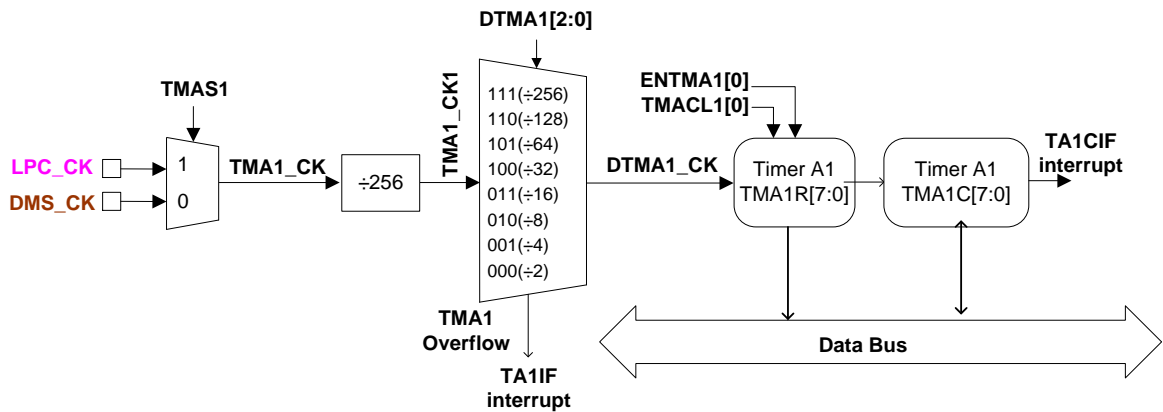 DTMA1[2:0]
TMAS1
LPC_CK
DMS_CK
1
0
TMA1_CK
÷256
TMA1_CK1
111(÷256)
110(÷128)
101(÷64)
100(÷32)
011(÷16)
010(÷8)
001(÷4)
000(÷2)
TMA1
Overflow
TA1IF
interrupt
DTMA1_CK
ENTMA1[0]
TMACL1[0]
Timer A1
TMA1R[7:0]
Timer A1
TMA1C[7:0]
TA1CIF
interrupt
Data Bus